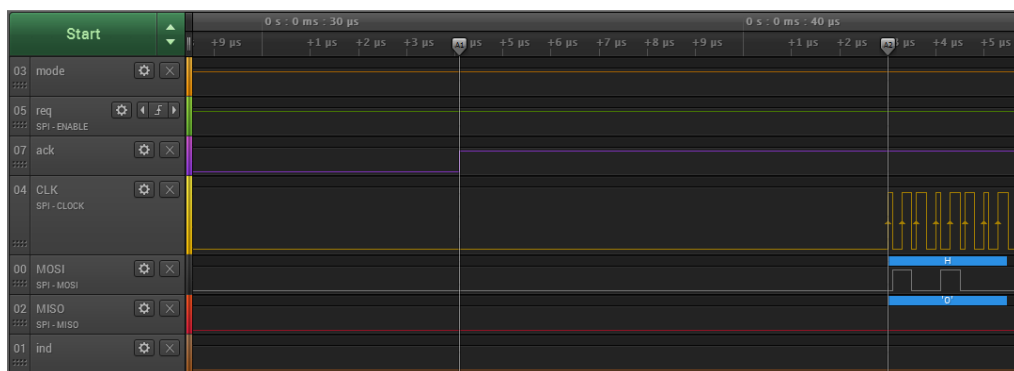 Start
0 s : 0 ms : 30 µs
0 s : 0 ms : 40 µs
+9 µs +1 µs +2 µs +3 µs A1 µs +5 µs +6 µs +7 µs +8 µs +9 µs +1 µs +2 µs A2 µs +4 µs +5 µs
03 mode
05 req
SPI - ENABLE
07 ack
04 CLK
SPI - CLOCK
H
00 MOSI
SPI - MOSI
'0'
02 MISO
SPI - MISO
01 ind